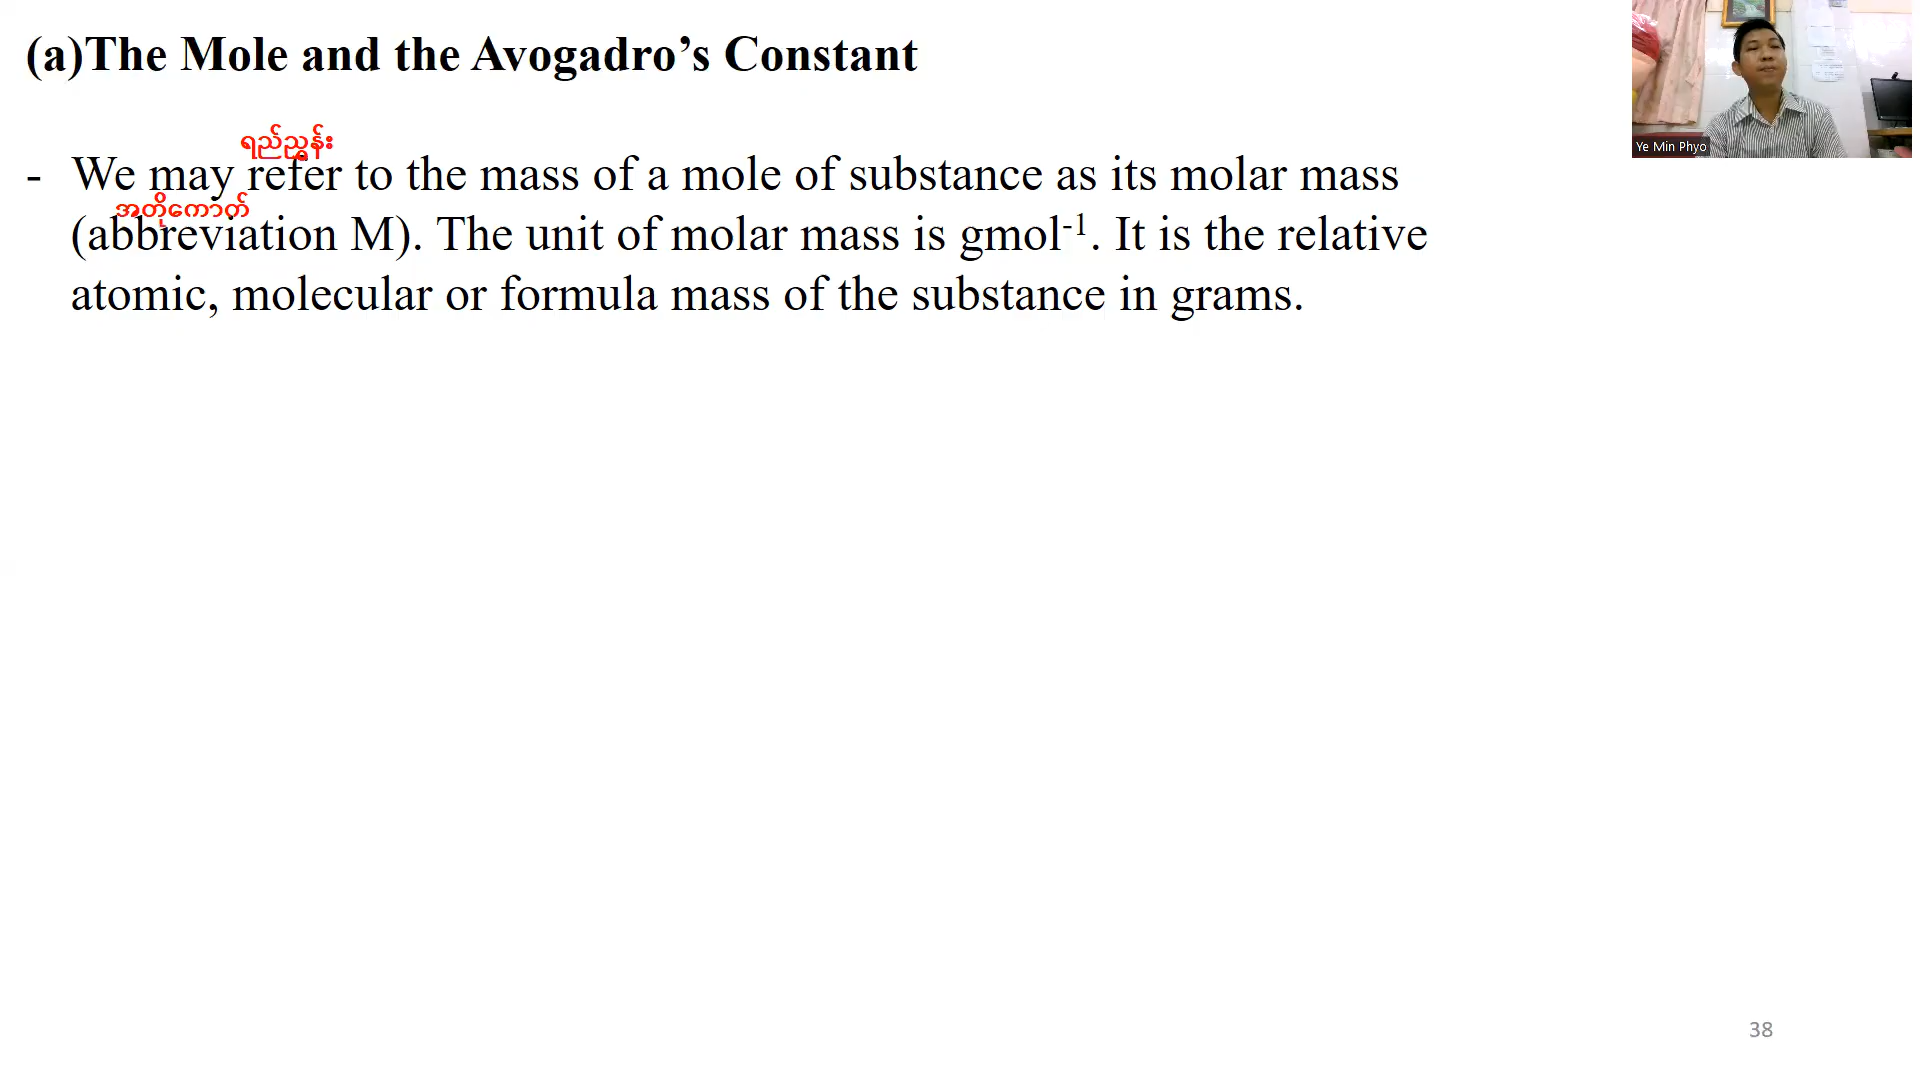 (a)The Mole and the Avogadro’s Constant
ရည်ညွှန်း
- We may refer to the mass of a mole of substance as its molar mass
အတိုကောက်
(abbreviation M). The unit of molar mass is gmol⁻¹. It is the relative
atomic, molecular or formula mass of the substance in grams.
Ye Min Phyo
38